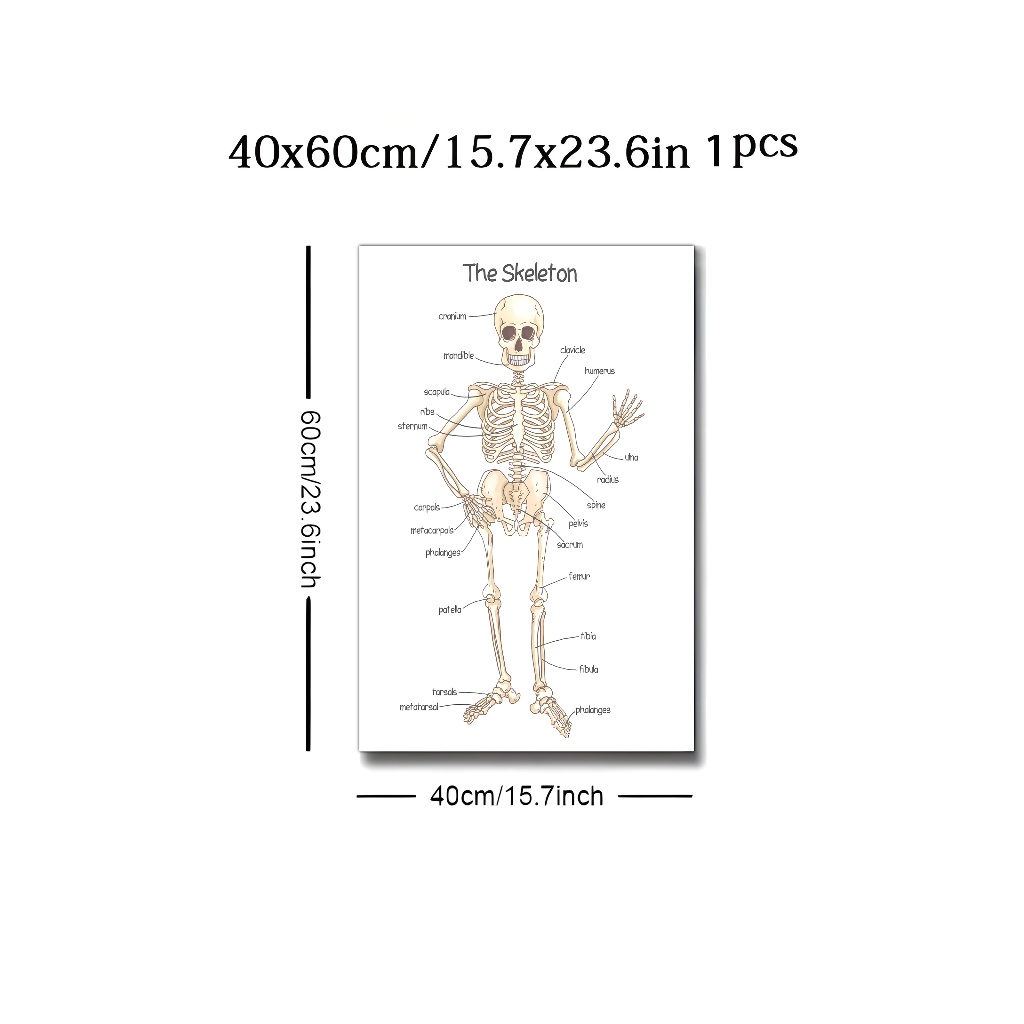 40x60cm/15.7x23.6in 1pcs
The Skeleton
cranium
mandible
clavicle
humerus
scapula
ribe
sternum
ulna
radius
spine
carpals
pelvis
metacarpals
sacrum
phalanges
femur
patella
tibia
fibula
tarsals
metatarsal
phalanges
60cm/23.6inch
40cm/15.7inch